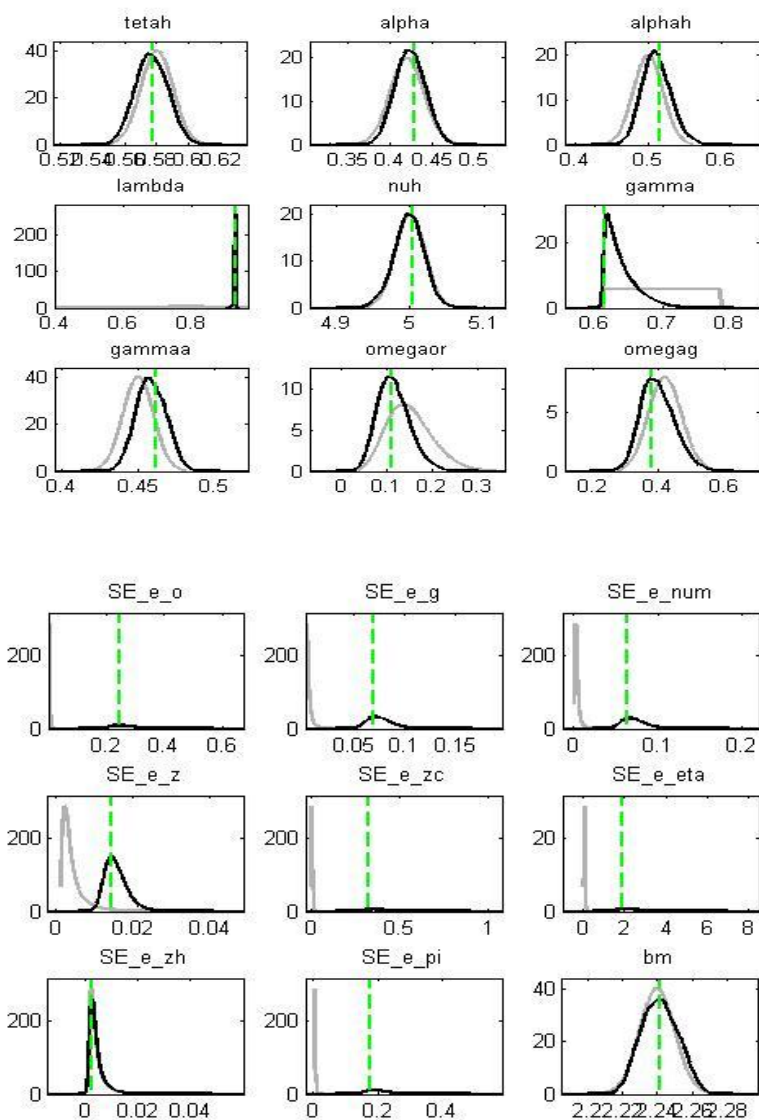 tetah alpha alphah
40 20 0 0.52 0.54 0.56 0.58 0.6 0.62
20 10 0 0.35 0.4 0.45 0.5
20 10 0 0.4 0.5 0.6
lambda nuh gamma
200 100 0 0.4 0.6 0.8
20 10 0 4.9 5 5.1
20 0 0.6 0.7 0.8
gammaa omegaor omegag
40 20 0 0.4 0.45 0.5
10 5 0 0 0.1 0.2 0.3
5 0 0.2 0.4 0.6
SE_e_o SE_e_g SE_e_num
200 0 0.2 0.4 0.6
200 0 0.05 0.1 0.15
200 0 0 0.1 0.2
SE_e_z SE_e_zc SE_e_eta
200 0 0 0.02 0.04
200 0 0 0.5 1
200 0 0 2 4 6 8
SE_e_zh SE_e_pi bm
200 0 0 0.02 0.04
200 0 0 0.2 0.4
40 20 0 2.22 2.24 2.26 2.28